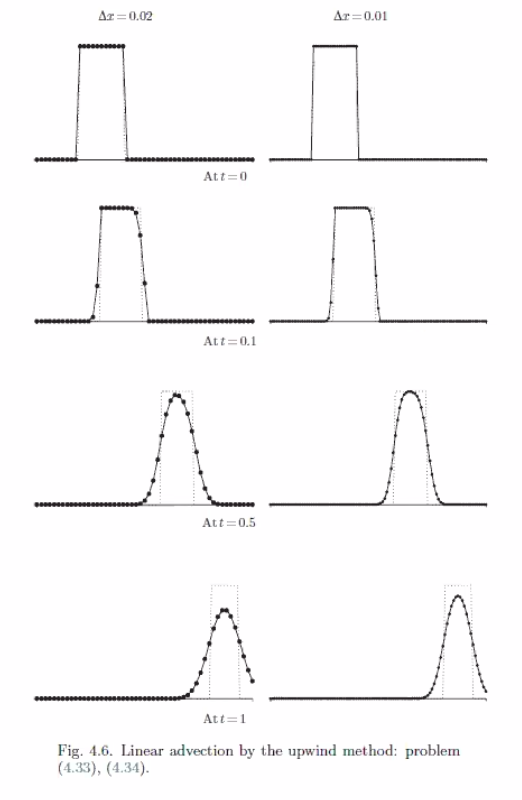 Δx = 0.02
Δx = 0.01
At t = 0
At t = 0.1
At t = 0.5
At t = 1
Fig. 4.6. Linear advection by the upwind method: problem
(4.33), (4.34).